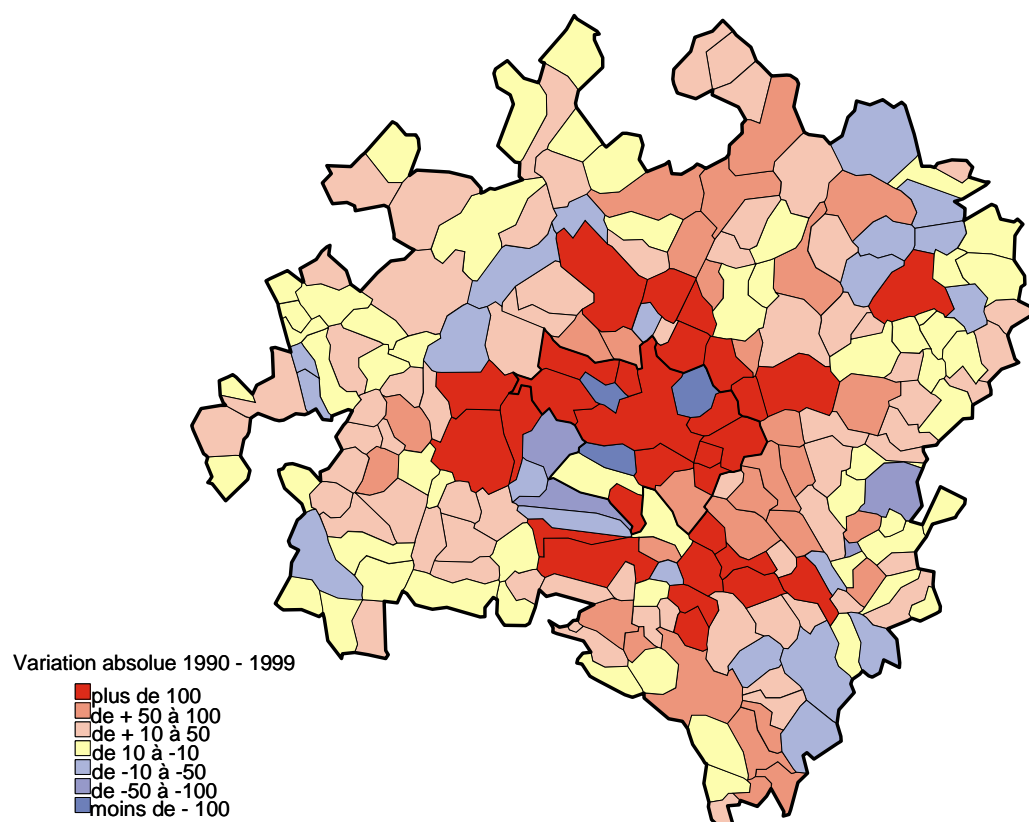 Variation absolue 1990 - 1999
plus de 100
de + 50 à 100
de + 10 à 50
de 10 à -10
de -10 à -50
de -50 à -100
moins de - 100